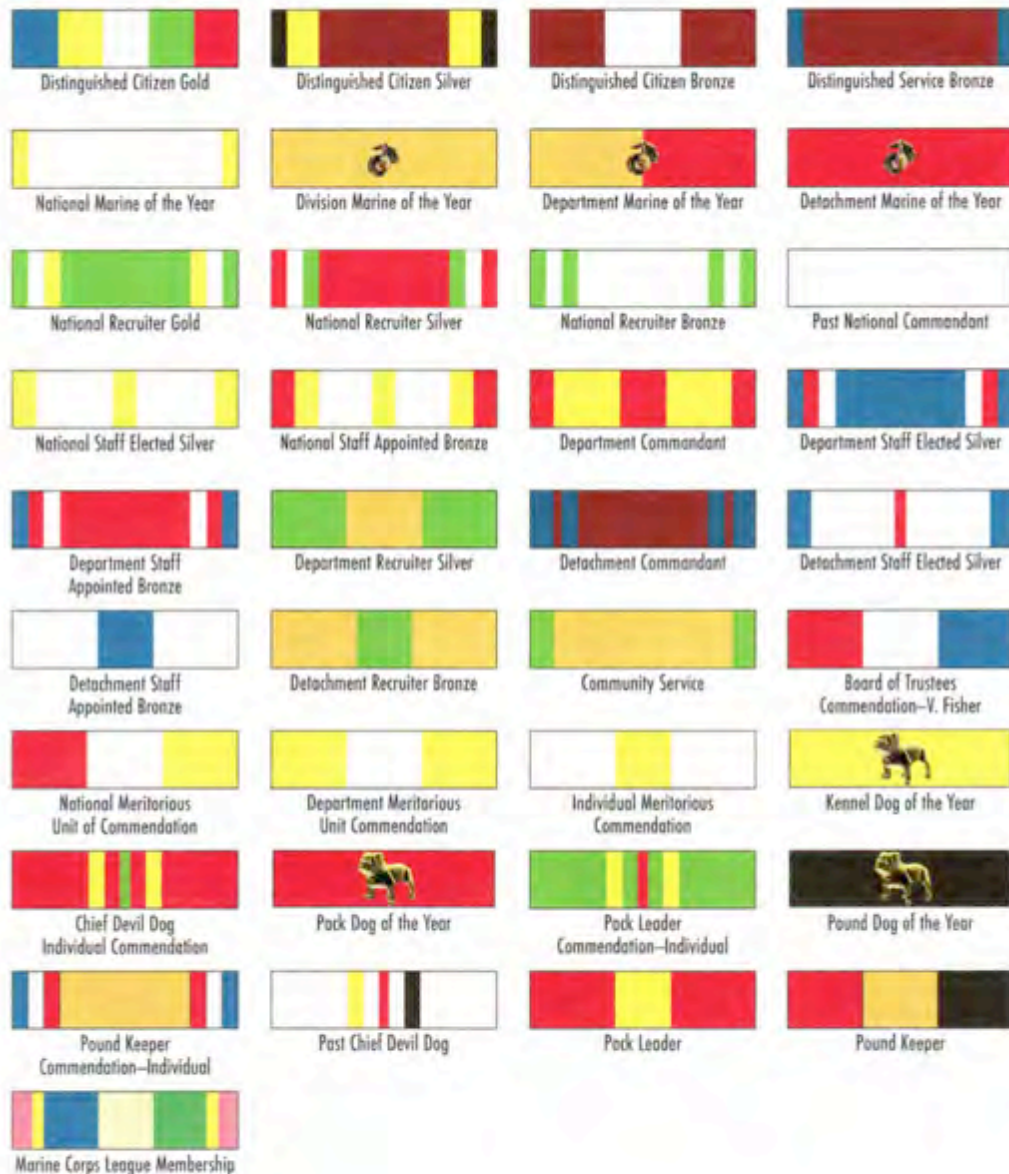 Distinguished Citizen Gold
Distinguished Citizen Silver
Distinguished Citizen Bronze
Distinguished Service Bronze
National Marine of the Year
Division Marine of the Year
Department Marine of the Year
Detachment Marine of the Year
National Recruiter Gold
National Recruiter Silver
National Recruiter Bronze
Past National Commandant
National Staff Elected Silver
National Staff Appointed Bronze
Department Commandant
Department Staff Elected Silver
Department Staff
Appointed Bronze
Department Recruiter Silver
Detachment Commandant
Detachment Staff Elected Silver
Detachment Staff
Appointed Bronze
Detachment Recruiter Bronze
Community Service
Board of Trustees
Commendation–V. Fisher
National Meritorious
Unit of Commendation
Department Meritorious
Unit Commendation
Individual Meritorious
Commendation
Kennel Dog of the Year
Chief Devil Dog
Individual Commendation
Pack Dog of the Year
Pack Leader
Commendation–Individual
Pound Dog of the Year
Pound Keeper
Commendation–Individual
Past Chief Devil Dog
Pack Leader
Pound Keeper
Marine Corps League Membership